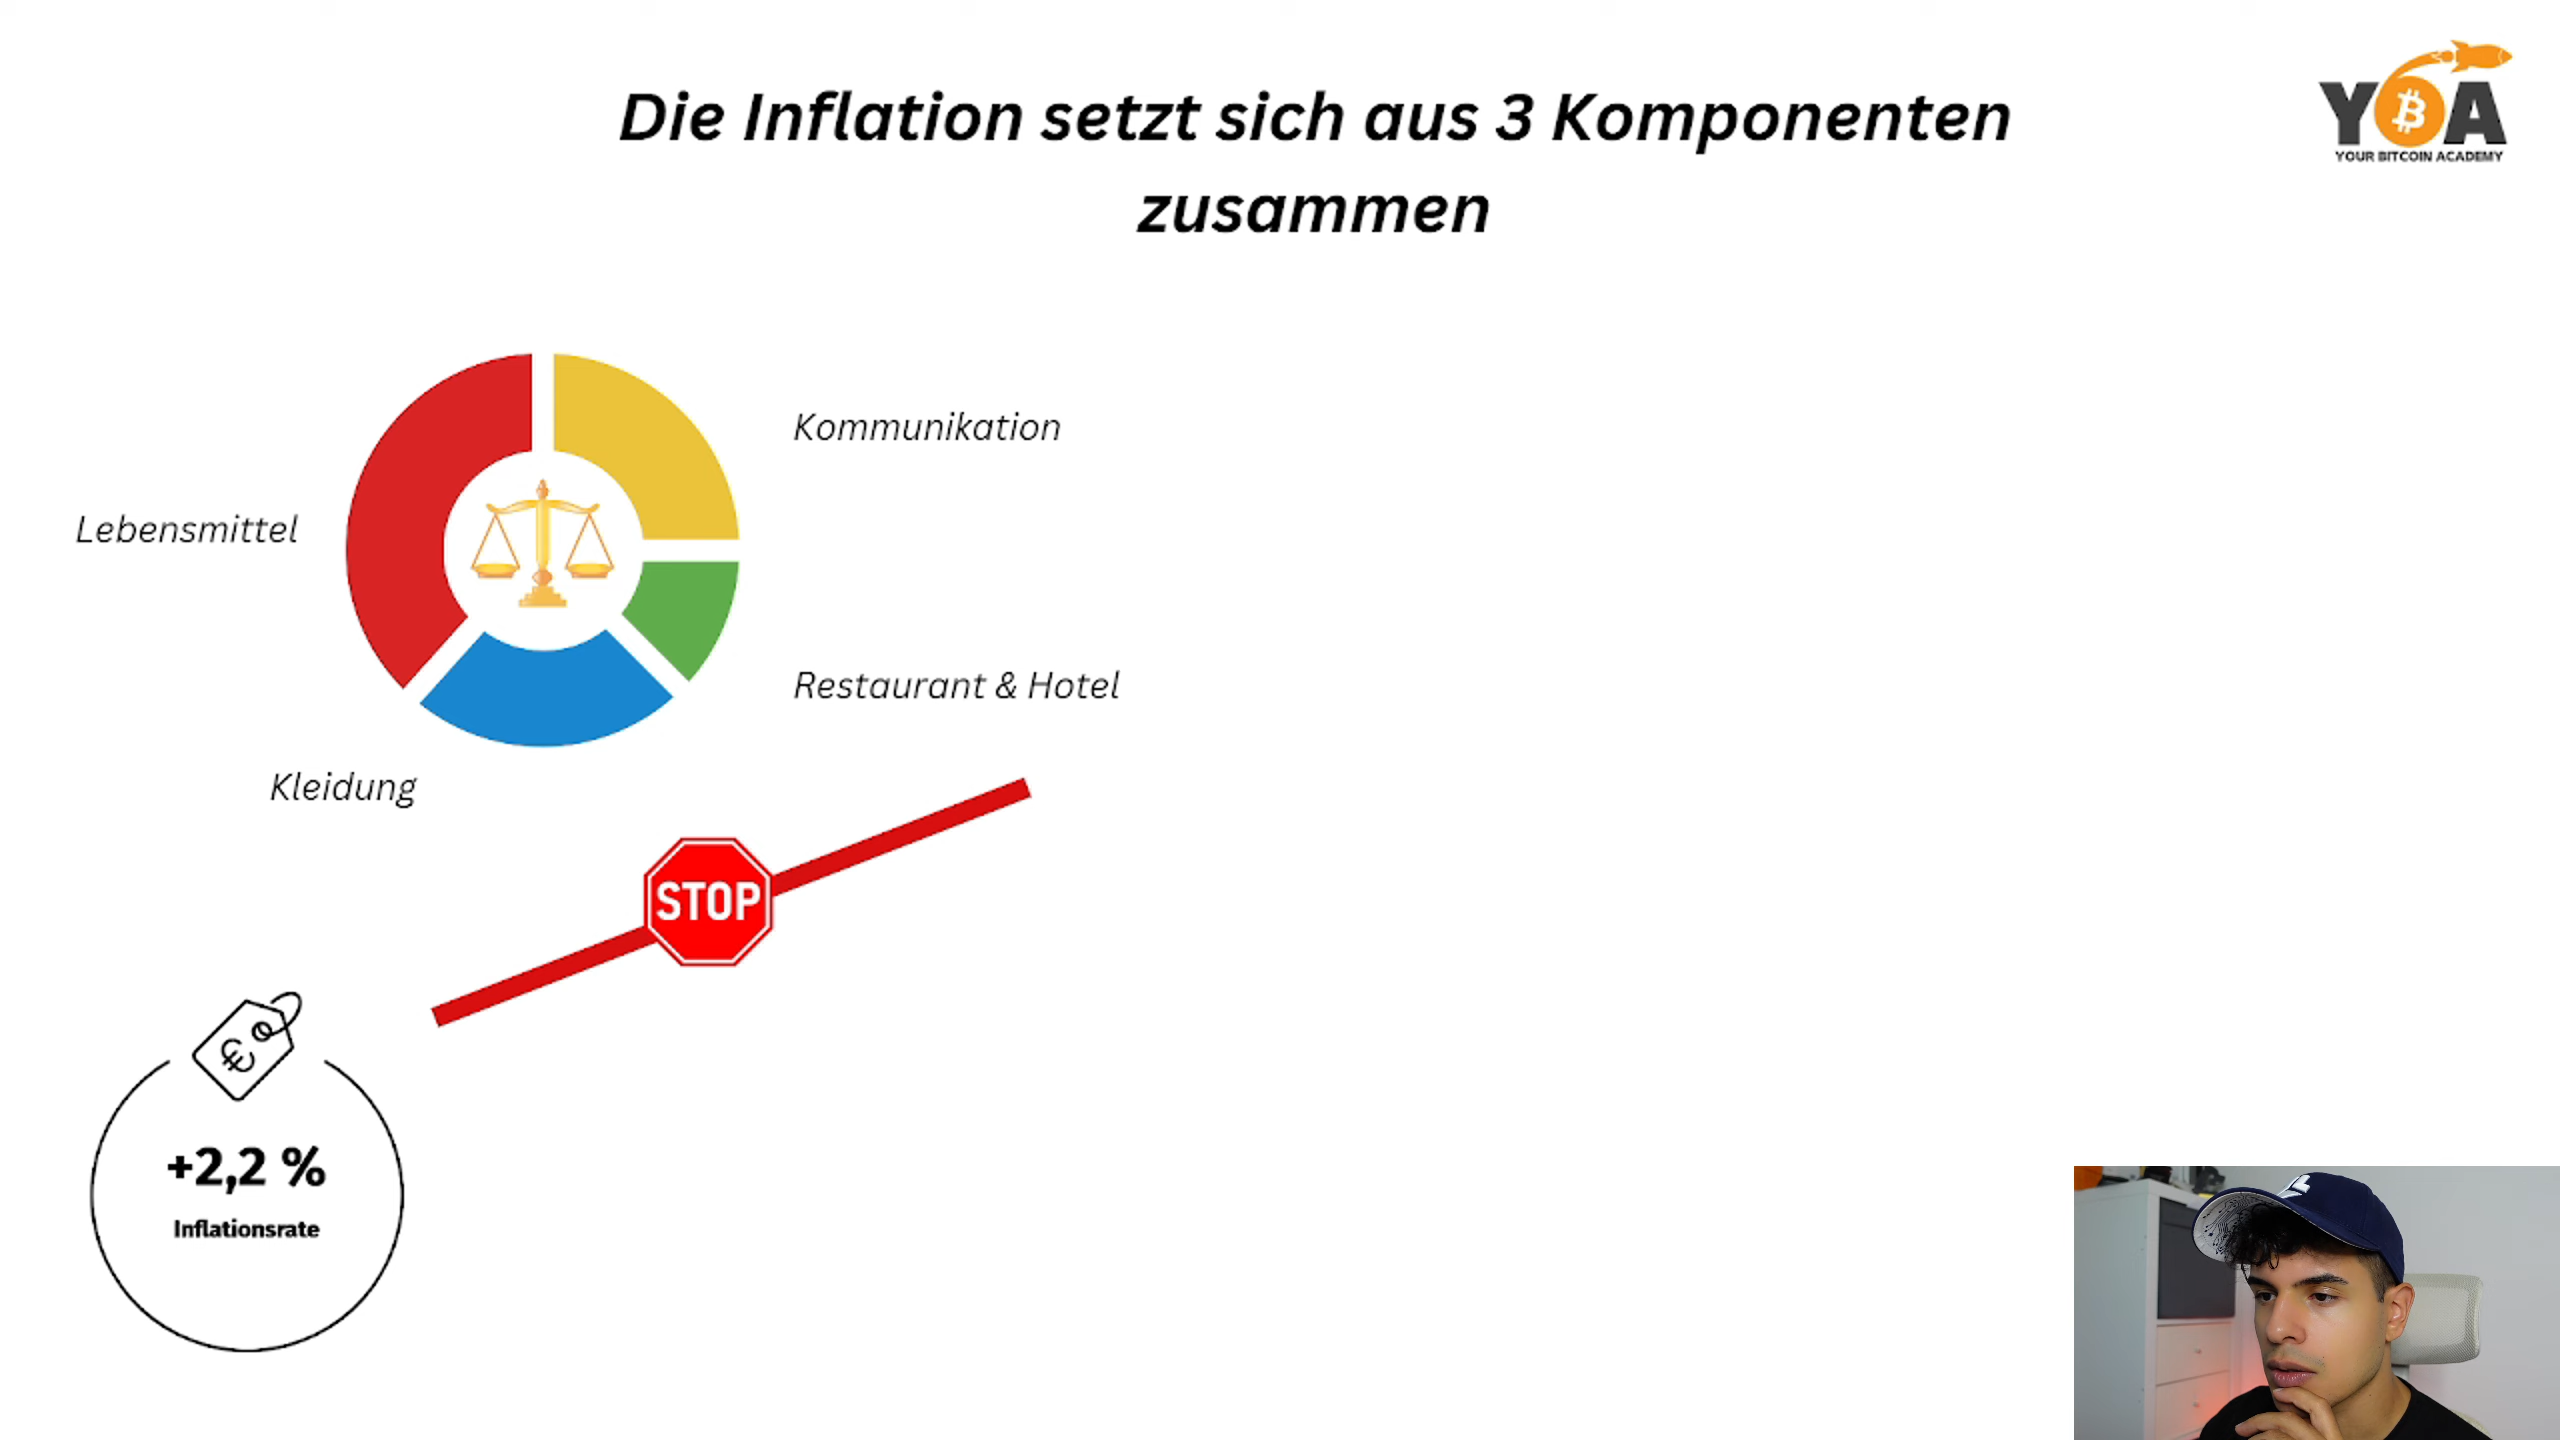 Die Inflation setzt sich aus 3 Komponenten
zusammen
YBA
YOUR BITCOIN ACADEMY
Kommunikation
Lebensmittel
Restaurant & Hotel
Kleidung
STOP
€
+2,2 %
Inflationsrate